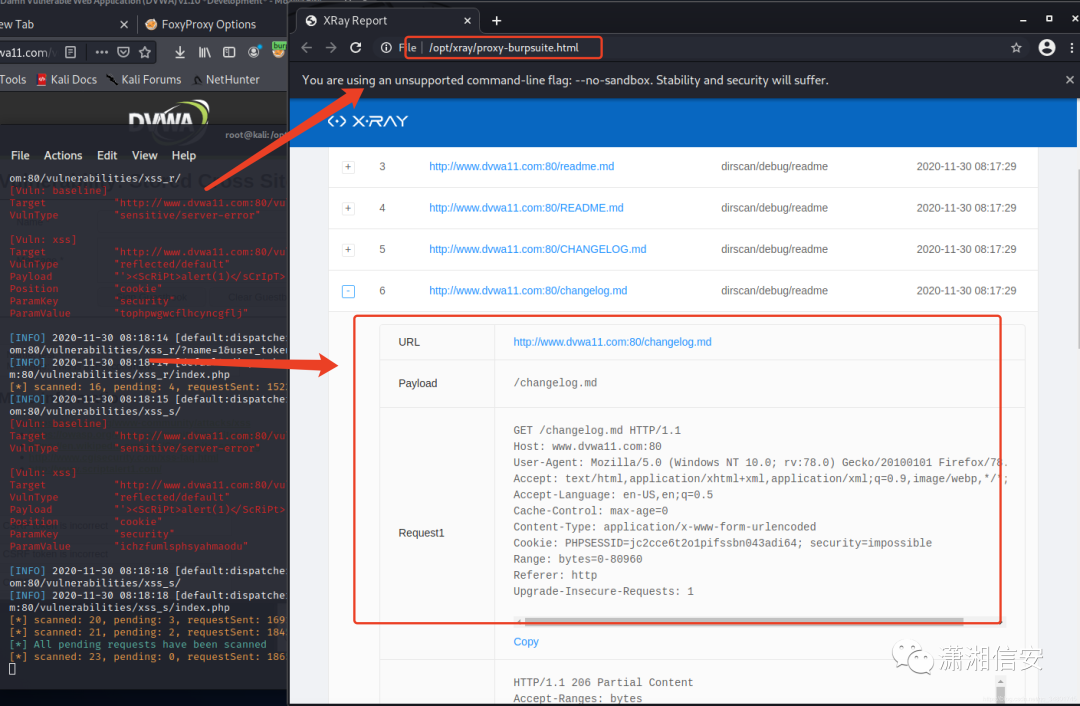 Damn Vulnerable Web Application (DVWA) v1.10 *Development* - Mo
ew Tab
FoxyProxy Options
wa11.com/
Tools
Kali Docs
Kali Forums
NetHunter
DVWA
root@kali: /op
File Actions Edit View Help
om:80/vulnerabilities/xss_r/
[Vuln: baseline]
Target "http://www.dvwa11.com:80/vu
VulnType "sensitive/server-error"
[Vuln: xss]
Target "http://www.dvwa11.com:80/vu
VulnType "reflected/default"
Payload "'><ScRiPt>alert(1)</sCrIpT>
Position "cookie"
ParamKey "security"
ParamValue "tophpwgwcflhcyncgflj"
[INFO] 2020-11-30 08:18:14 [default:dispatche
om:80/vulnerabilities/xss_r/?name=1&user_toke
[INFO] 2020-11-30 08:18:14
m:80/vulnerabilities/xss_r/index.php
[*] scanned: 16, pending: 4, requestSent: 152
[INFO] 2020-11-30 08:18:15 [default:dispatche
om:80/vulnerabilities/xss_s/
[Vuln: baseline]
Target "http://www.dvwa11.com:80/vu
VulnType "sensitive/server-error"
[Vuln: xss]
Target "http://www.dvwa11.com:80/vu
VulnType "reflected/default"
Payload "'><ScRiPt>alert(1)</ScRiPt>
Position "cookie"
ParamKey "security"
ParamValue "ichzfumlsphsyahmaodu"
[INFO] 2020-11-30 08:18:18 [default:dispatche
om:80/vulnerabilities/xss_s/
[INFO] 2020-11-30 08:18:18 [default:dispatche
m:80/vulnerabilities/xss_s/index.php
[*] scanned: 20, pending: 3, requestSent: 169
[*] scanned: 21, pending: 2, requestSent: 184
[*] All pending requests have been scanned
[*] scanned: 23, pending: 0, requestSent: 186
XRay Report
File | /opt/xray/proxy-burpsuite.html
You are using an unsupported command-line flag: --no-sandbox. Stability and security will suffer.
X-RAY
3 http://www.dvwa11.com:80/readme.md dirscan/debug/readme 2020-11-30 08:17:29
4 http://www.dvwa11.com:80/README.md dirscan/debug/readme 2020-11-30 08:17:29
5 http://www.dvwa11.com:80/CHANGELOG.md dirscan/debug/readme 2020-11-30 08:17:29
6 http://www.dvwa11.com:80/changelog.md dirscan/debug/readme 2020-11-30 08:17:29
URL http://www.dvwa11.com:80/changelog.md
Payload /changelog.md
Request1
GET /changelog.md HTTP/1.1
Host: www.dvwa11.com:80
User-Agent: Mozilla/5.0 (Windows NT 10.0; rv:78.0) Gecko/20100101 Firefox/78.
Accept: text/html,application/xhtml+xml,application/xml;q=0.9,image/webp,*/*;
Accept-Language: en-US,en;q=0.5
Cache-Control: max-age=0
Content-Type: application/x-www-form-urlencoded
Cookie: PHPSESSID=jc2cce6t2o1pifssbn043adi64; security=impossible
Range: bytes=0-80960
Referer: http
Upgrade-Insecure-Requests: 1
Copy
HTTP/1.1 206 Partial Content
Accept-Ranges: bytes
潇湘信安